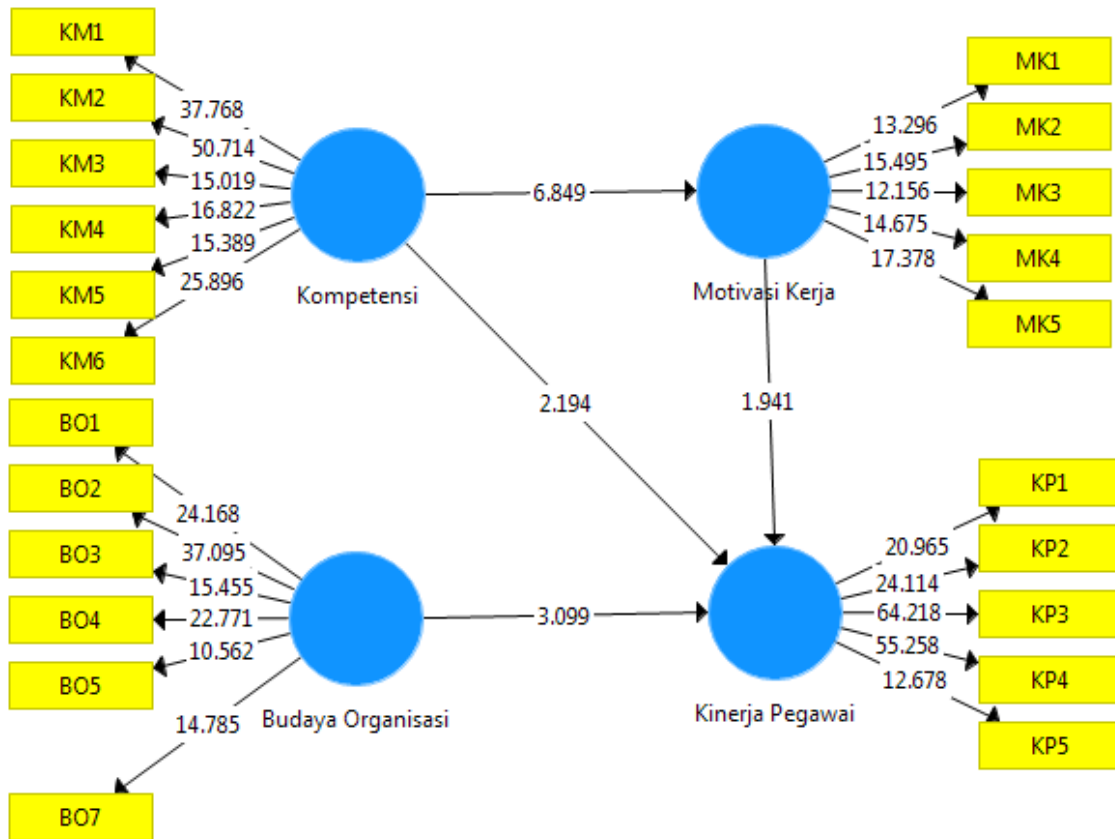 KM1
KM2
KM3
KM4
KM5
KM6
37.768
50.714
15.019
16.822
15.389
25.896
Kompetensi
6.849
Motivasi Kerja
13.296
15.495
12.156
14.675
17.378
MK1
MK2
MK3
MK4
MK5
2.194
1.941
BO1
BO2
BO3
BO4
BO5
BO7
24.168
37.095
15.455
22.771
10.562
14.785
Budaya Organisasi
3.099
Kinerja Pegawai
20.965
24.114
64.218
55.258
12.678
KP1
KP2
KP3
KP4
KP5